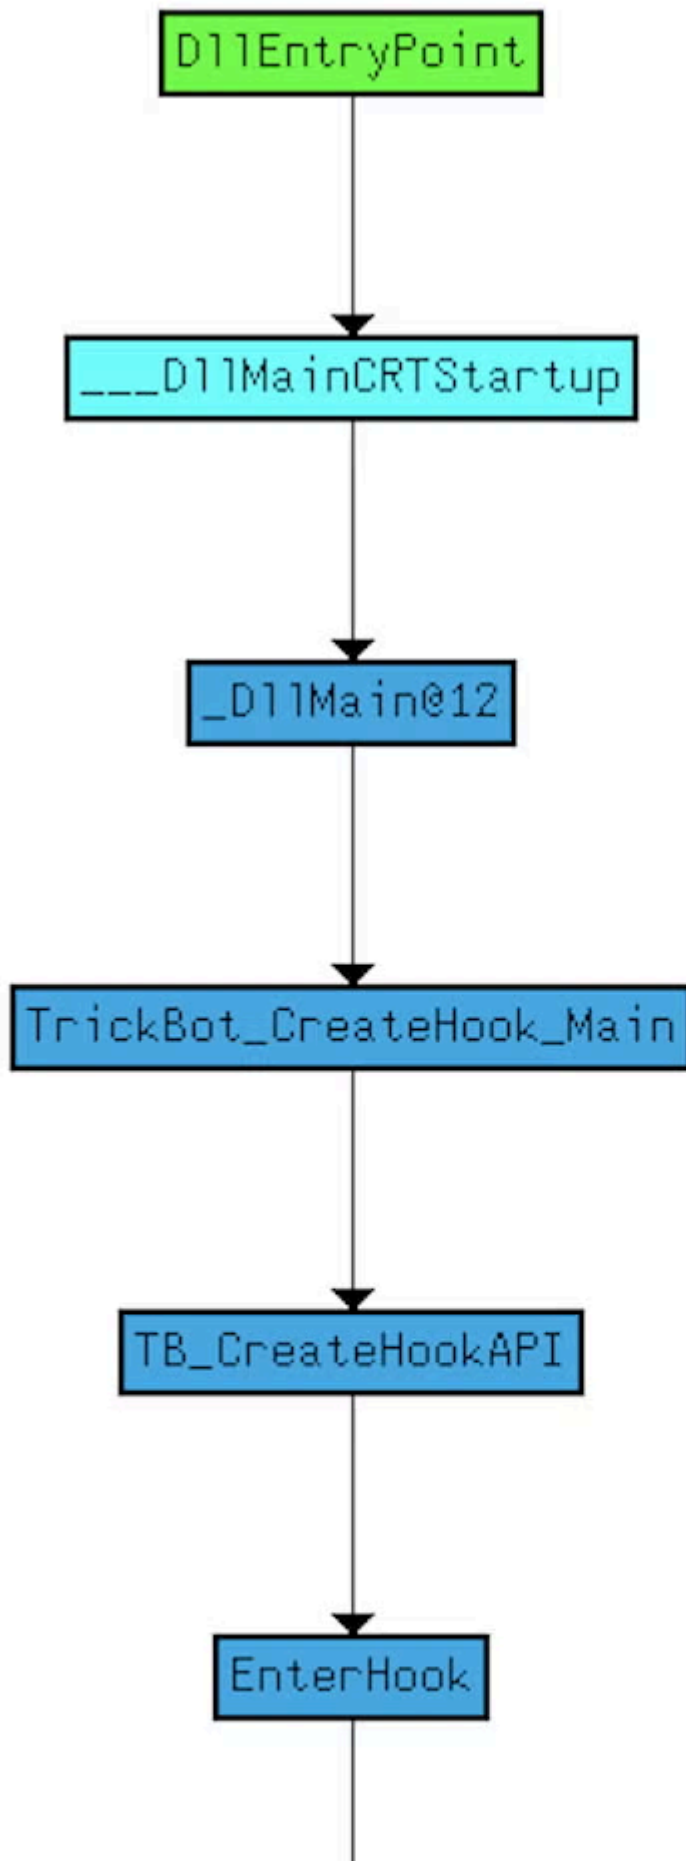 DllEntryPoint
___DllMainCRTStartup
_DllMain@12
TrickBot_CreateHook_Main
TB_CreateHookAPI
EnterHook